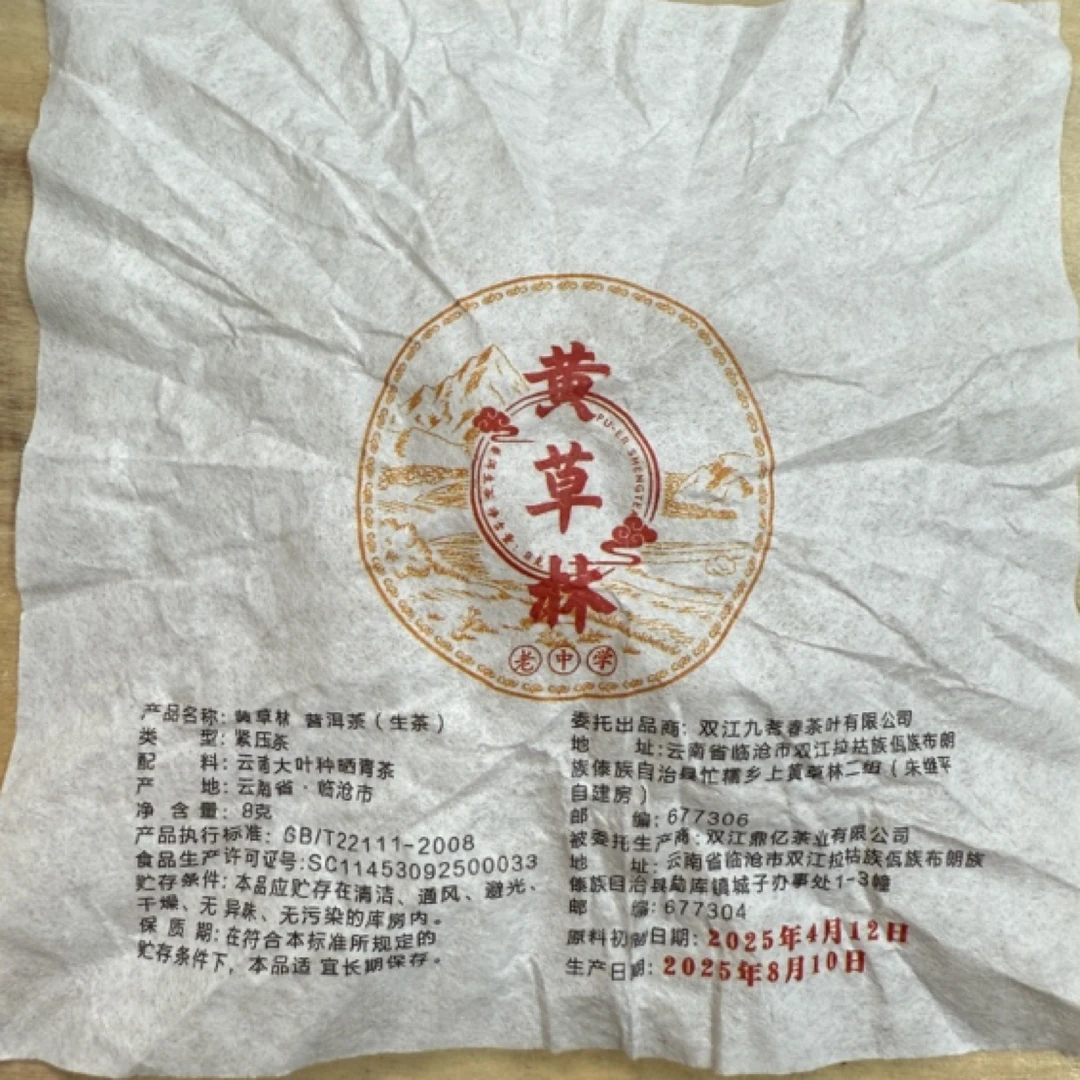 黄
草
林
PU-ER SHENGTE
老中学
产品名称: 黄草林 普洱茶(生茶)
类 型: 紧压茶
配 料: 云南大叶种晒青茶
产 地: 云南省·临沧市
净 含 量: 8克
产品执行标准: GB/T22111-2008
食品生产许可证号:SC11453092500033
贮存条件: 本品应贮存在清洁、通风、避光、
干燥、无异味、无污染的库房内。
保 质 期: 在符合本标准所规定的
贮存条件下, 本品适宜长期保存。
委托出品商: 双江九茗春茶叶有限公司
地 址: 云南省临沧市双江拉祜族佤族布朗
族傣族自治县忙糯乡上黄草林二组(朱继平
自建房)
邮 编: 677306
被委托生产商: 双江鼎亿茶业有限公司
地 址: 云南省临沧市双江拉祜族佤族布朗族
傣族自治县勐库镇城子办事处1-3幢
邮 编: 677304
原料初制日期: 2025年4月12日
生产日期: 2025年8月10日